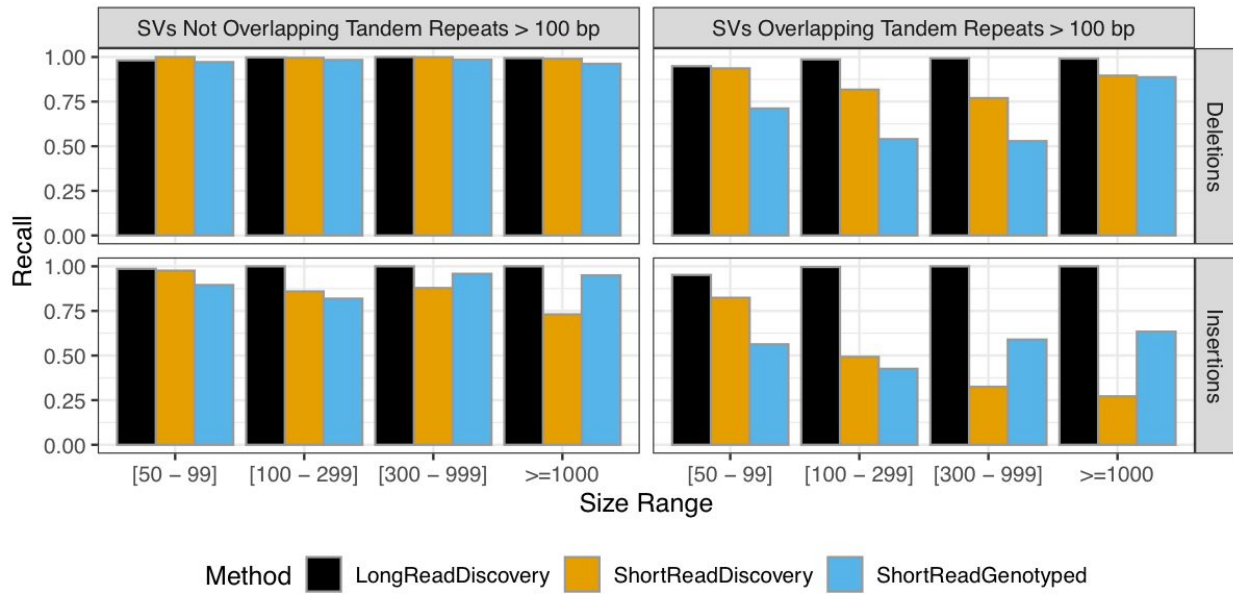 SVs Not Overlapping Tandem Repeats > 100 bp
SVs Overlapping Tandem Repeats > 100 bp
1.00
0.75
0.50
0.25
0.00
Deletions
1.00
0.75
0.50
0.25
0.00
Insertions
Recall
[50 − 99] [100 − 299] [300 − 999] >=1000
[50 − 99] [100 − 299] [300 − 999] >=1000
Size Range
Method LongReadDiscovery ShortReadDiscovery ShortReadGenotyped